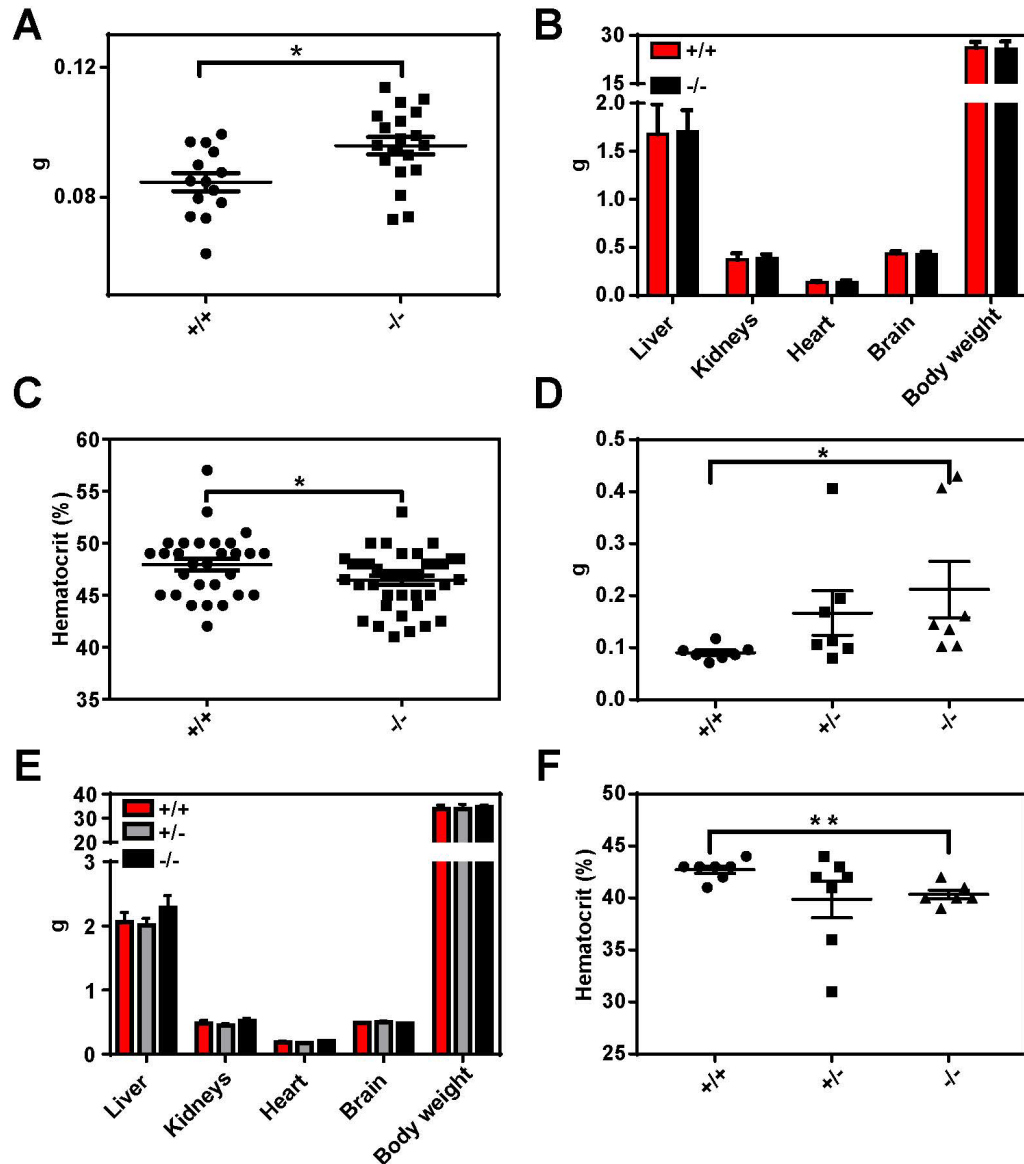 A
*
0.12
0.08
g
+/+
-/-
B
+/+
-/-
30
15
2.0
1.5
1.0
0.5
0.0
g
Liver
Kidneys
Heart
Brain
Body weight
C
*
60
55
50
45
40
35
Hematocrit (%)
+/+
-/-
D
*
0.5
0.4
0.3
0.2
0.1
0.0
g
+/+
+/-
-/-
E
+/+
+/-
-/-
40
30
20
3
2
1
0
g
Liver
Kidneys
Heart
Brain
Body weight
F
**
50
45
40
35
30
25
Hematocrit (%)
+/+
+/-
-/-